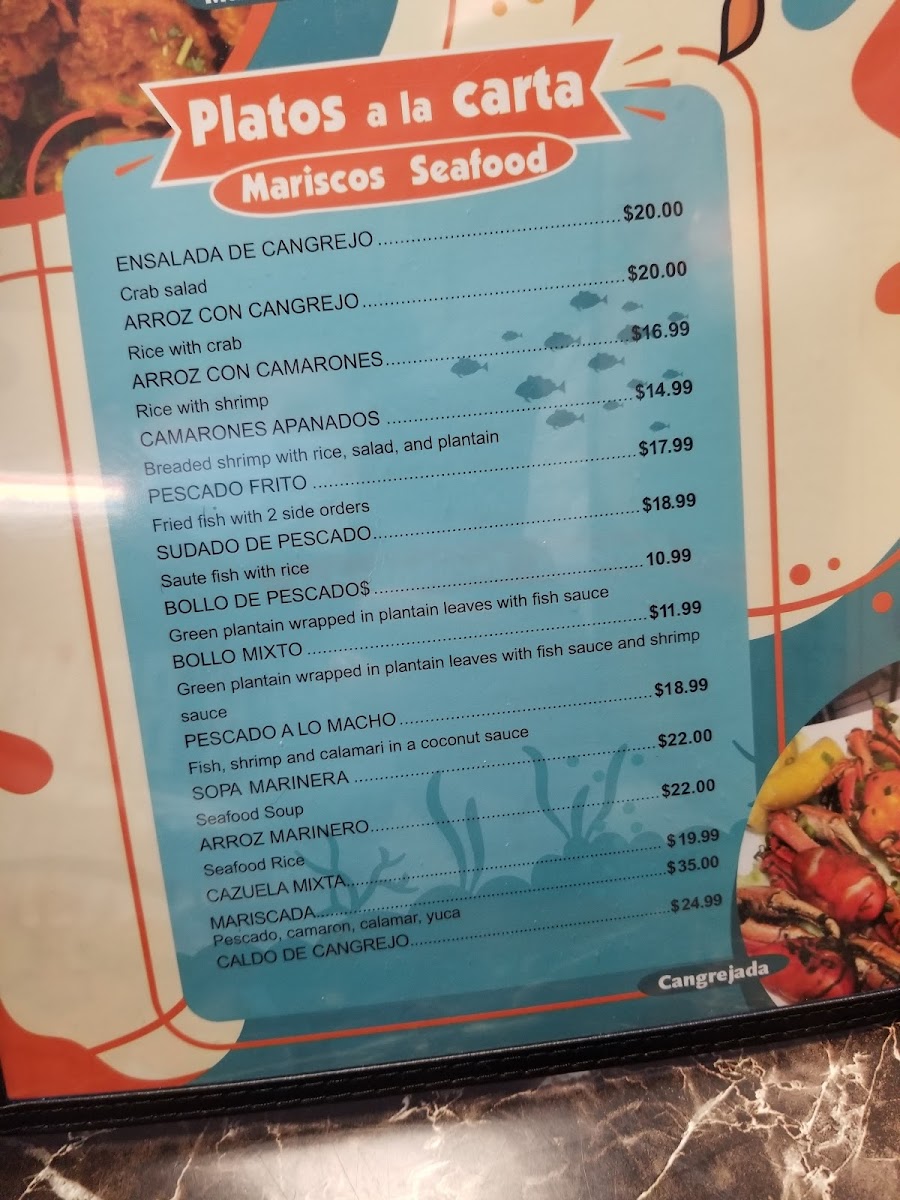 Platos a la carta
Mariscos Seafood
ENSALADA DE CANGREJO ........................................ $20.00
Crab salad
ARROZ CON CANGREJO ........................................ $20.00
Rice with crab
ARROZ CON CAMARONES ........................................ $16.99
Rice with shrimp
CAMARONES APANADOS ........................................ $14.99
Breaded shrimp with rice, salad, and plantain
PESCADO FRITO ........................................ $17.99
Fried fish with 2 side orders
SUDADO DE PESCADO ........................................ $18.99
Saute fish with rice
BOLLO DE PESCADO$ ........................................ 10.99
Green plantain wrapped in plantain leaves with fish sauce
BOLLO MIXTO ........................................ $11.99
Green plantain wrapped in plantain leaves with fish sauce and shrimp
sauce
PESCADO A LO MACHO ........................................ $18.99
Fish, shrimp and calamari in a coconut sauce
SOPA MARINERA ........................................ $22.00
Seafood Soup
ARROZ MARINERO ........................................ $22.00
Seafood Rice
CAZUELA MIXTA ........................................ $19.99
MARISCADA ........................................ $35.00
Pescado, camaron, calamar, yuca
CALDO DE CANGREJO ........................................ $24.99
Cangrejada